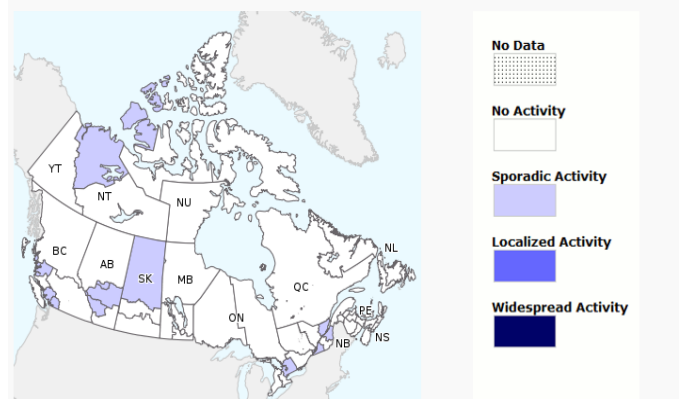 YT
NT
NU
BC
AB
SK
MB
ON
QC
NL
PE
NB
NS
No Data
No Activity
Sporadic Activity
Localized Activity
Widespread Activity